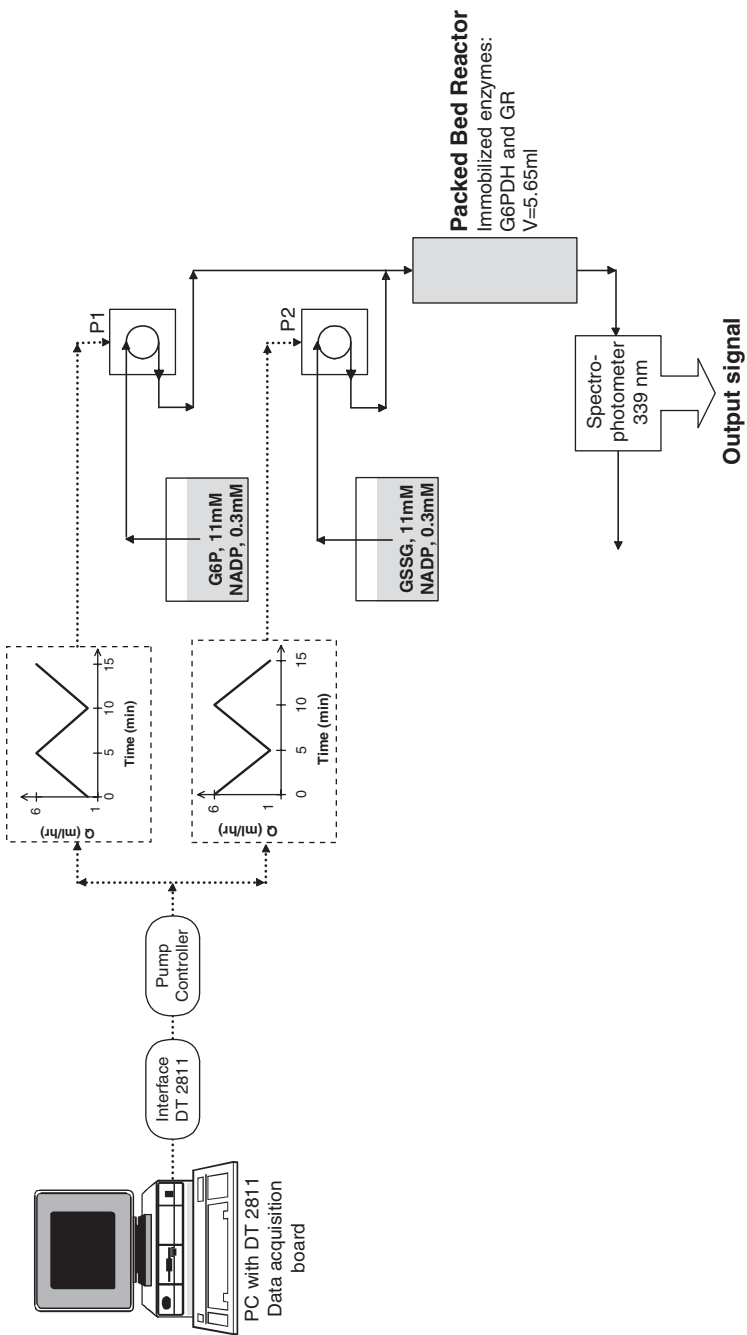 PC with DT 2811
Data acquisition
board
Interface
DT 2811
Pump
Controller
Q (ml/hr)
6
1
0
5
10
15
Time (min)
Q (ml/hr)
6
1
0
5
10
15
Time (min)
G6P, 11mM
NADP, 0.3mM
GSSG, 11mM
NADP, 0.3mM
P1
P2
Packed Bed Reactor
Immobilized enzymes:
G6PDH and GR
V=5.65ml
Spectro-
photometer
339 nm
Output signal